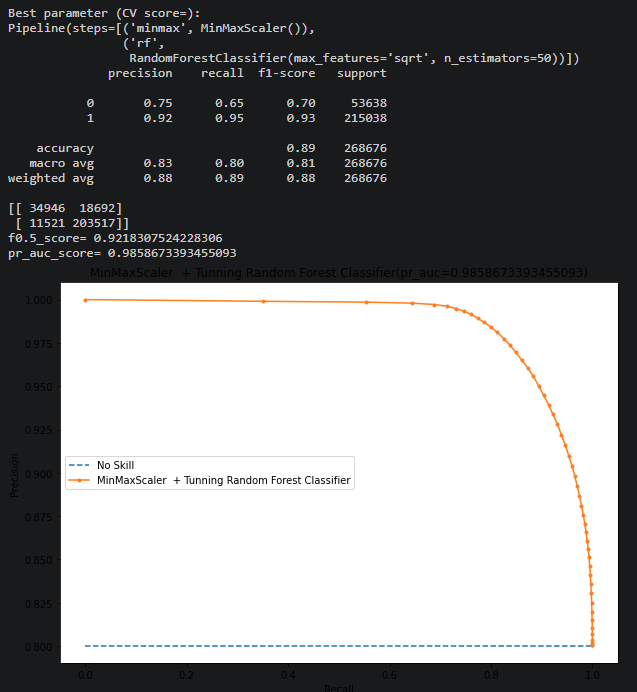 Best parameter (CV score=):
Pipeline(steps=[('minmax', MinMaxScaler()),
('rf',
RandomForestClassifier(max_features='sqrt', n_estimators=50))])
precision recall f1-score support
0 0.75 0.65 0.70 53638
1 0.92 0.95 0.93 215038
accuracy 0.89 268676
macro avg 0.83 0.80 0.81 268676
weighted avg 0.88 0.89 0.88 268676
[[ 34946 18692]
[ 11521 203517]]
f0.5_score= 0.9218307524228306
pr_auc_score= 0.9858673393455093
MinMaxScaler + Tunning Random Forest Classifier(pr_auc=0.9858673393455093)
1.000
0.975
0.950
0.925
0.900
0.875
0.850
0.825
0.800
Precision
No Skill
MinMaxScaler + Tunning Random Forest Classifier
0.0 0.2 0.4 0.6 0.8 1.0
Recall